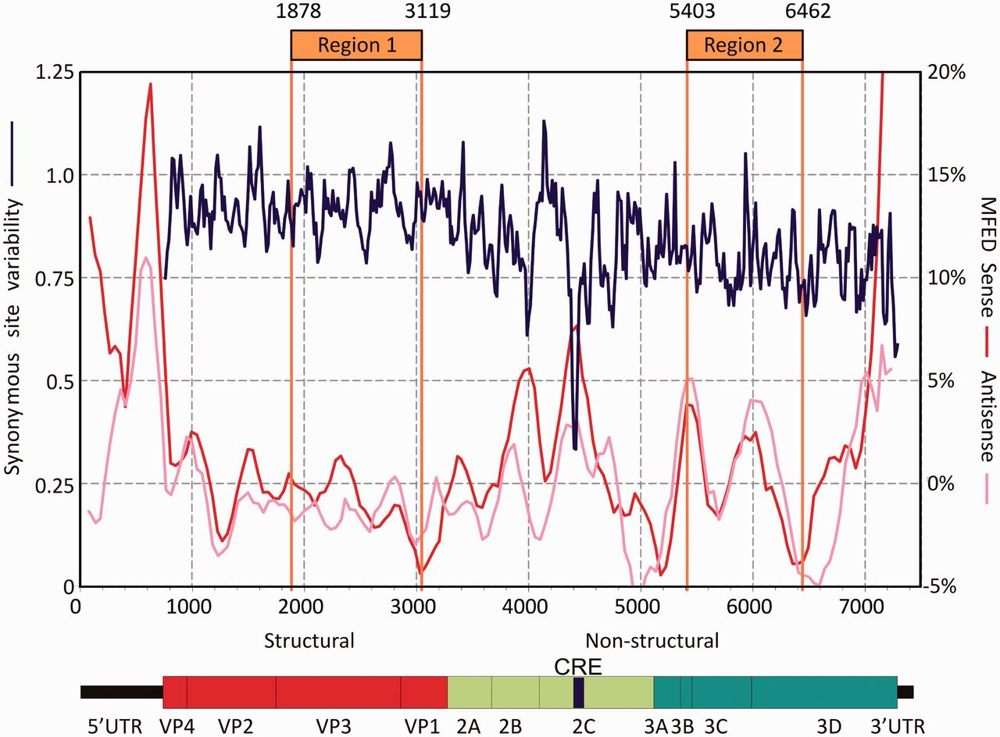 1878 3119 5403 6462
Region 1 Region 2
1.25 20%
1.0 15%
0.75 10%
0.5 5%
0.25 0%
0 -5%
Synonymous site variability
MFED Sense Antisense
0 1000 2000 3000 4000 5000 6000 7000
Structural Non-structural
CRE
5’UTR VP4 VP2 VP3 VP1 2A 2B 2C 3A 3B 3C 3D 3’UTR